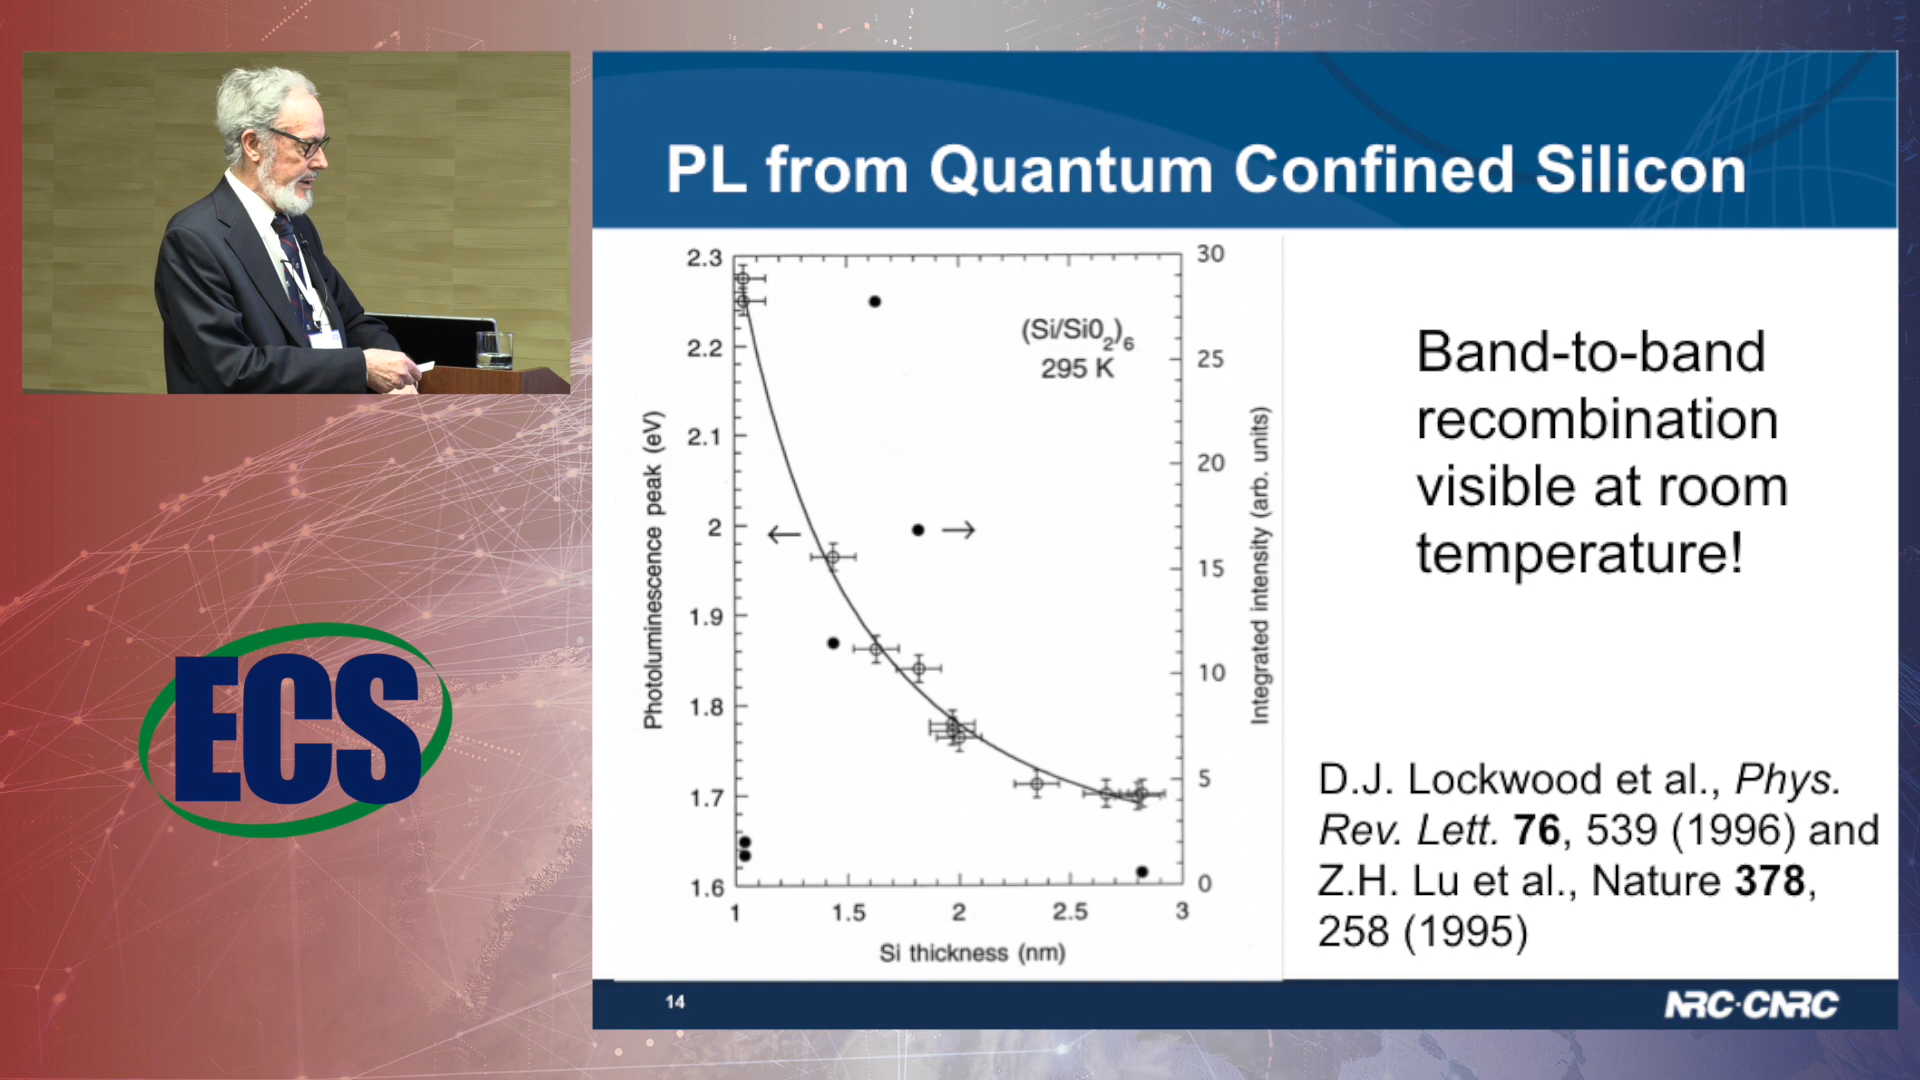 PL from Quantum Confined Silicon
2.3
2.2
2.1
2
1.9
1.8
1.7
1.6
Photoluminescence peak (eV)
30
25
20
15
10
5
0
Integrated intensity (arb. units)
(Si/SiO2)6
295 K
1 1.5 2 2.5 3
Si thickness (nm)
Band-to-band
recombination
visible at room
temperature!
D.J. Lockwood et al., Phys.
Rev. Lett. 76, 539 (1996) and
Z.H. Lu et al., Nature 378,
258 (1995)
14
NRC·CNRC
ECS